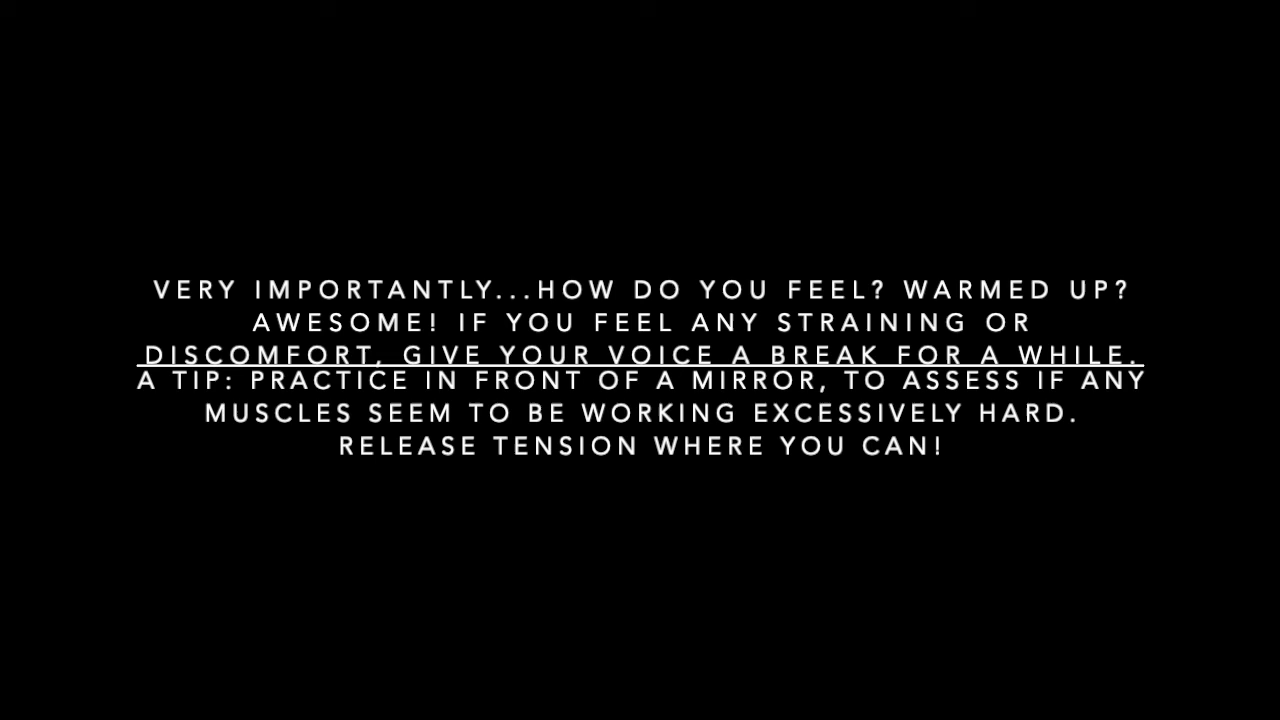 VERY IMPORTANTLY...HOW DO YOU FEEL? WARMED UP?
AWESOME! IF YOU FEEL ANY STRAINING OR
DISCOMFORT, GIVE YOUR VOICE A BREAK FOR A WHILE.
A TIP: PRACTICE IN FRONT OF A MIRROR, TO ASSESS IF ANY
MUSCLES SEEM TO BE WORKING EXCESSIVELY HARD.
RELEASE TENSION WHERE YOU CAN!